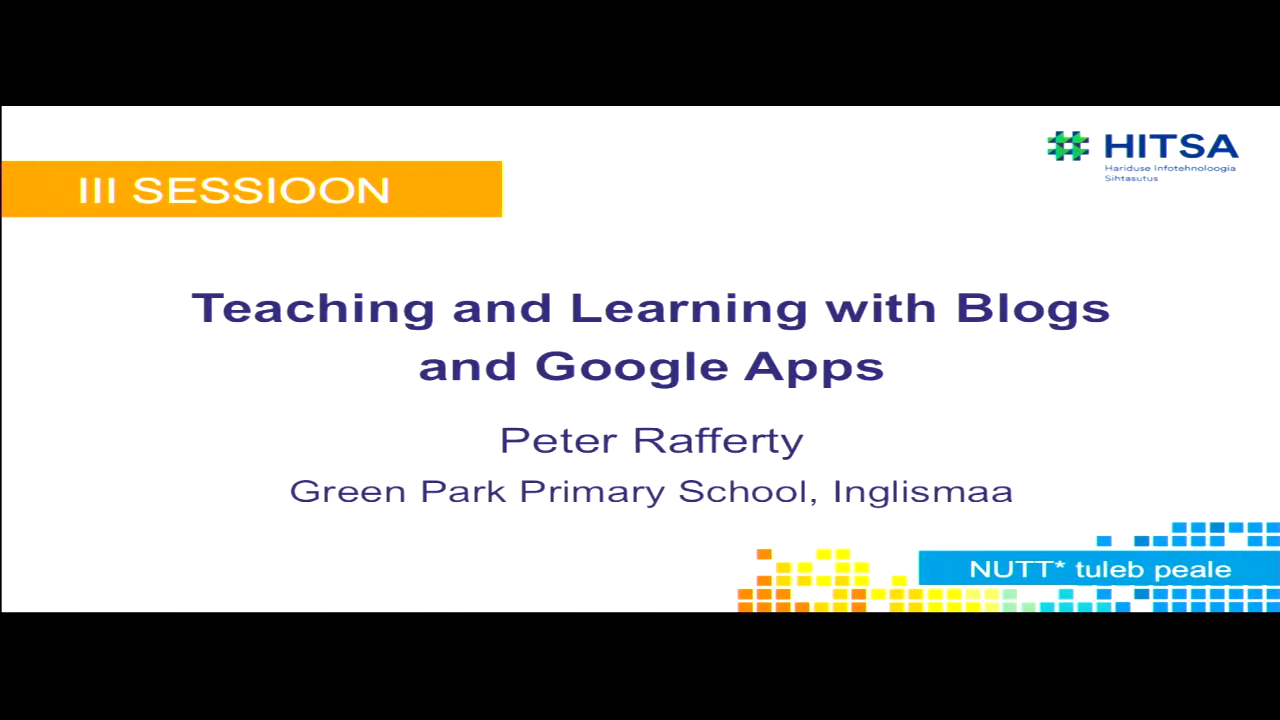 HITSA
Hariduse Infotehnoloogia
Sihtasutus
III SESSIOON
Teaching and Learning with Blogs
and Google Apps
Peter Rafferty
Green Park Primary School, Inglismaa
NUTT* tuleb peale